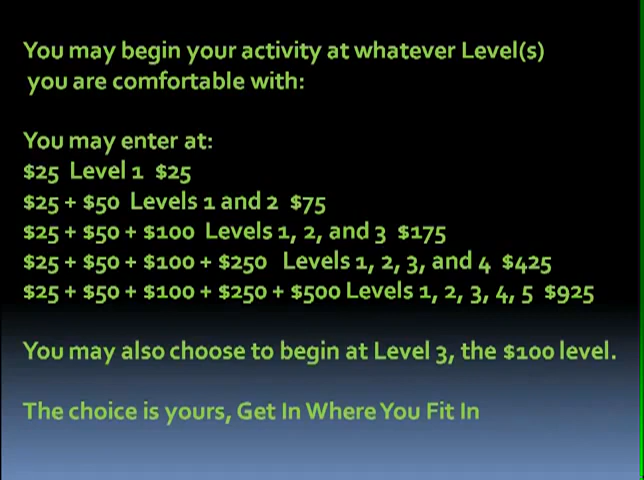 You may begin your activity at whatever Level(s)
you are comfortable with:
You may enter at:
$25 Level 1 $25
$25 + $50 Levels 1 and 2 $75
$25 + $50 + $100 Levels 1, 2, and 3 $175
$25 + $50 + $100 + $250 Levels 1, 2, 3, and 4 $425
$25 + $50 + $100 + $250 + $500 Levels 1, 2, 3, 4, 5 $925
You may also choose to begin at Level 3, the $100 level.
The choice is yours, Get In Where You Fit In